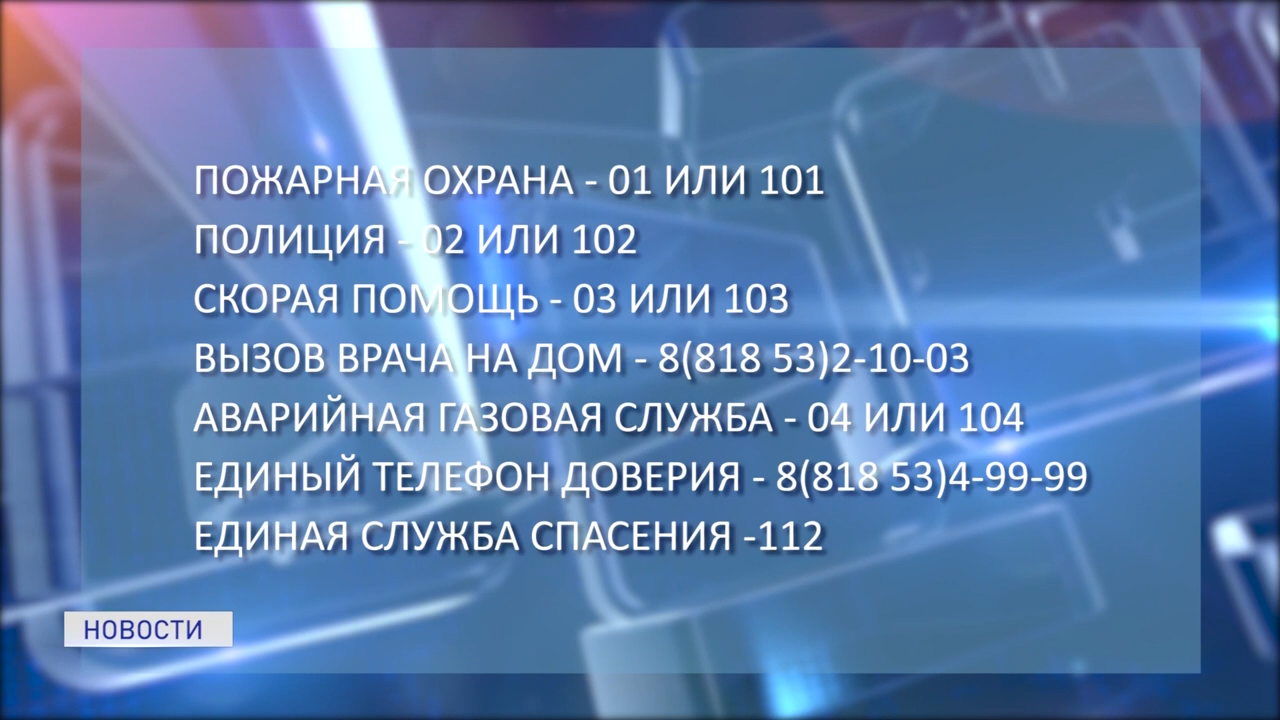 ПОЖАРНАЯ ОХРАНА - 01 ИЛИ 101
ПОЛИЦИЯ - 02 ИЛИ 102
СКОРАЯ ПОМОЩЬ - 03 ИЛИ 103
ВЫЗОВ ВРАЧА НА ДОМ - 8(818 53)2-10-03
АВАРИЙНАЯ ГАЗОВАЯ СЛУЖБА - 04 ИЛИ 104
ЕДИНЫЙ ТЕЛЕФОН ДОВЕРИЯ - 8(818 53)4-99-99
ЕДИНАЯ СЛУЖБА СПАСЕНИЯ -112
НОВОСТИ